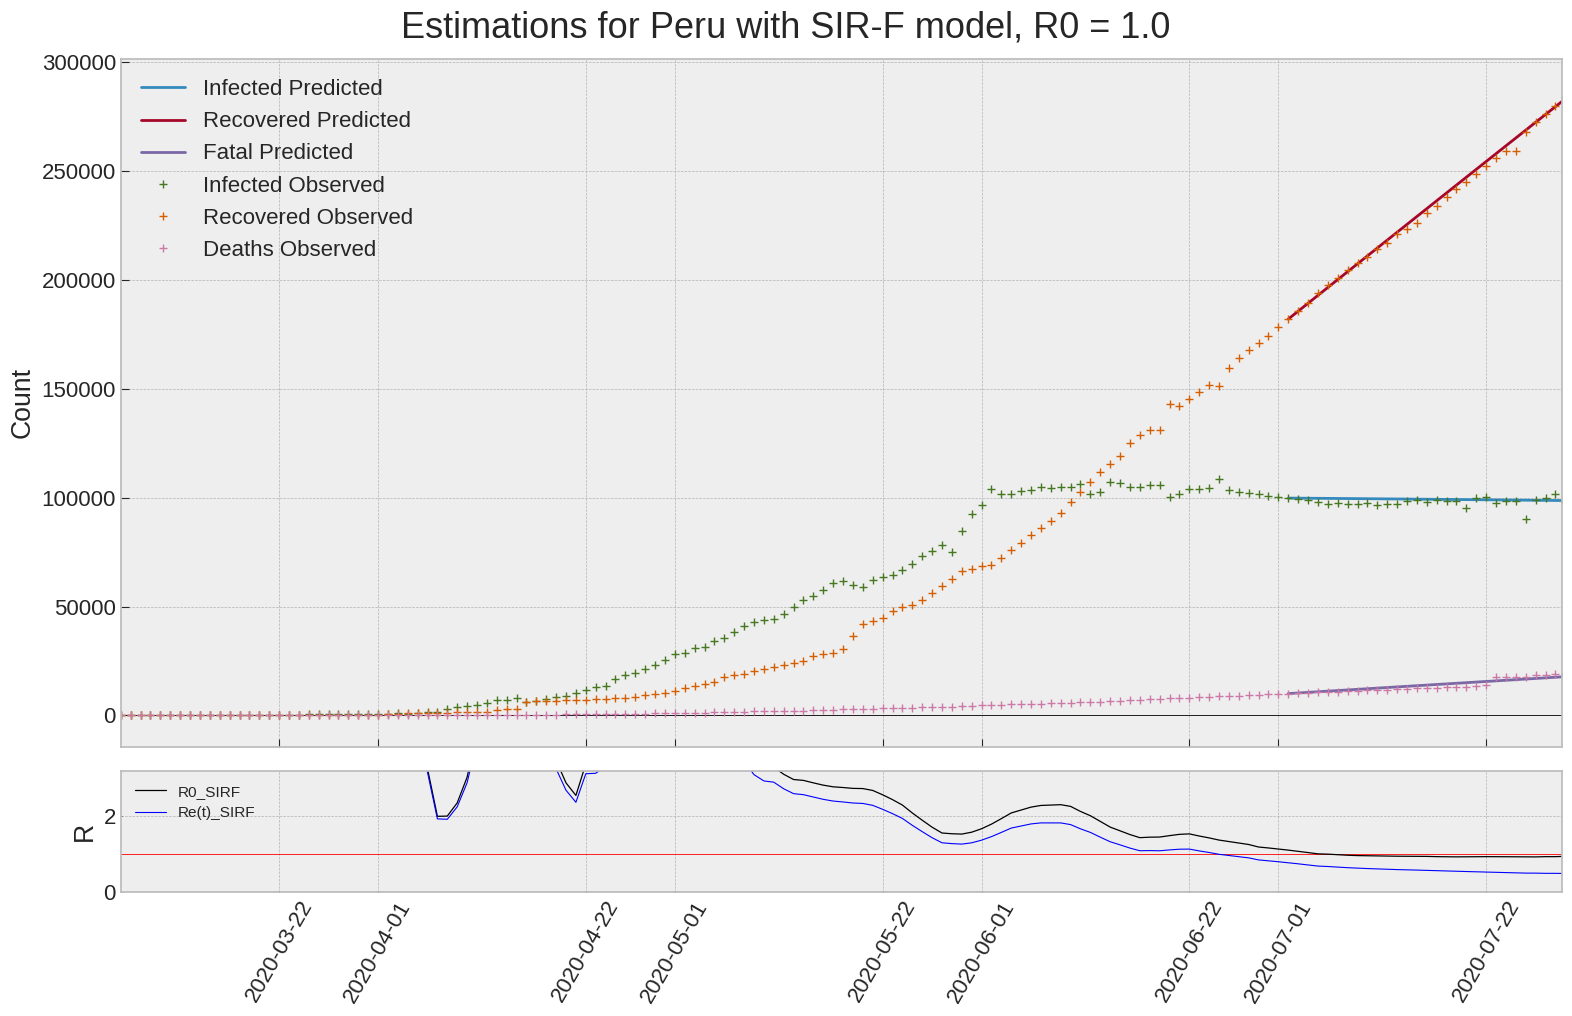 Estimations for Peru with SIR-F model, R0 = 1.0
300000
250000
200000
150000
100000
50000
0
Count
Infected Predicted
Recovered Predicted
Fatal Predicted
Infected Observed
Recovered Observed
Deaths Observed
2
0
R
R0_SIRF
Re(t)_SIRF
2020-03-22
2020-04-01
2020-04-22
2020-05-01
2020-05-22
2020-06-01
2020-06-22
2020-07-01
2020-07-22